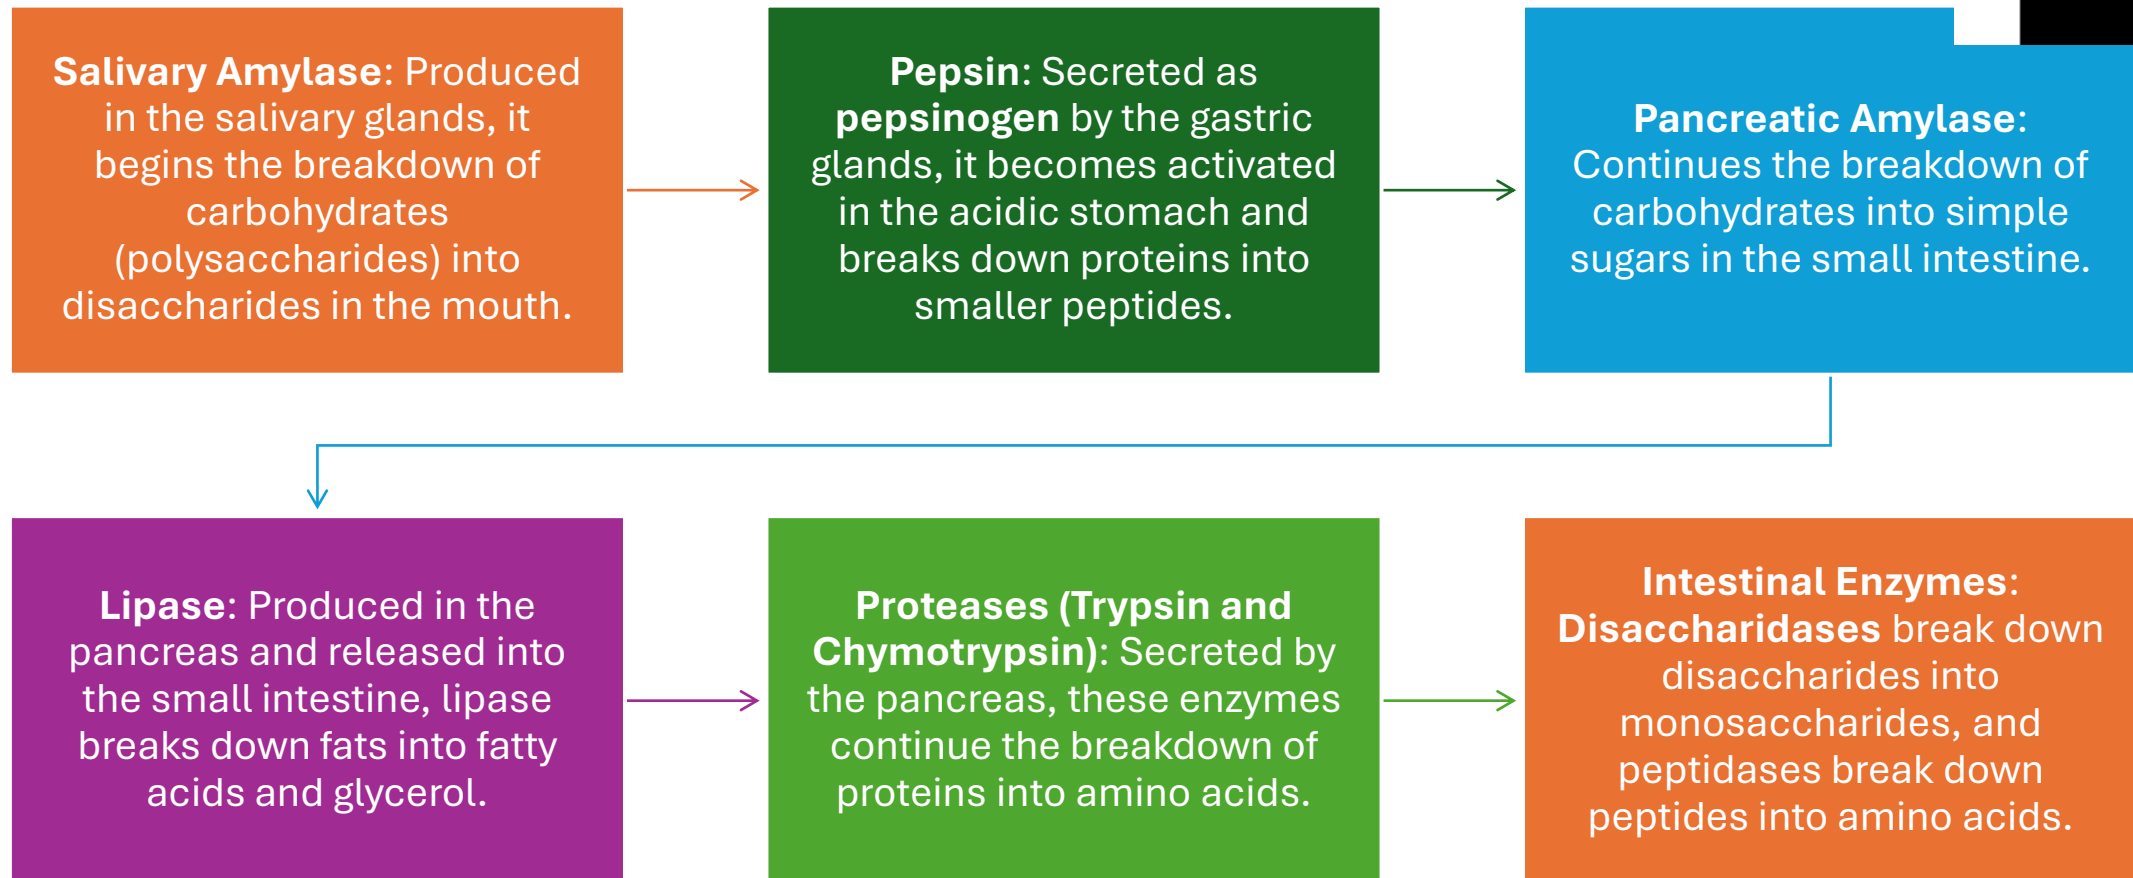 Salivary Amylase: Produced
in the salivary glands, it
begins the breakdown of
carbohydrates
(polysaccharides) into
disaccharides in the mouth.
Pepsin: Secreted as
pepsinogen by the gastric
glands, it becomes activated
in the acidic stomach and
breaks down proteins into
smaller peptides.
Pancreatic Amylase:
Continues the breakdown of
carbohydrates into simple
sugars in the small intestine.
Lipase: Produced in the
pancreas and released into
the small intestine, lipase
breaks down fats into fatty
acids and glycerol.
Proteases (Trypsin and
Chymotrypsin): Secreted by
the pancreas, these enzymes
continue the breakdown of
proteins into amino acids.
Intestinal Enzymes:
Disaccharidases break down
disaccharides into
monosaccharides, and
peptidases break down
peptides into amino acids.